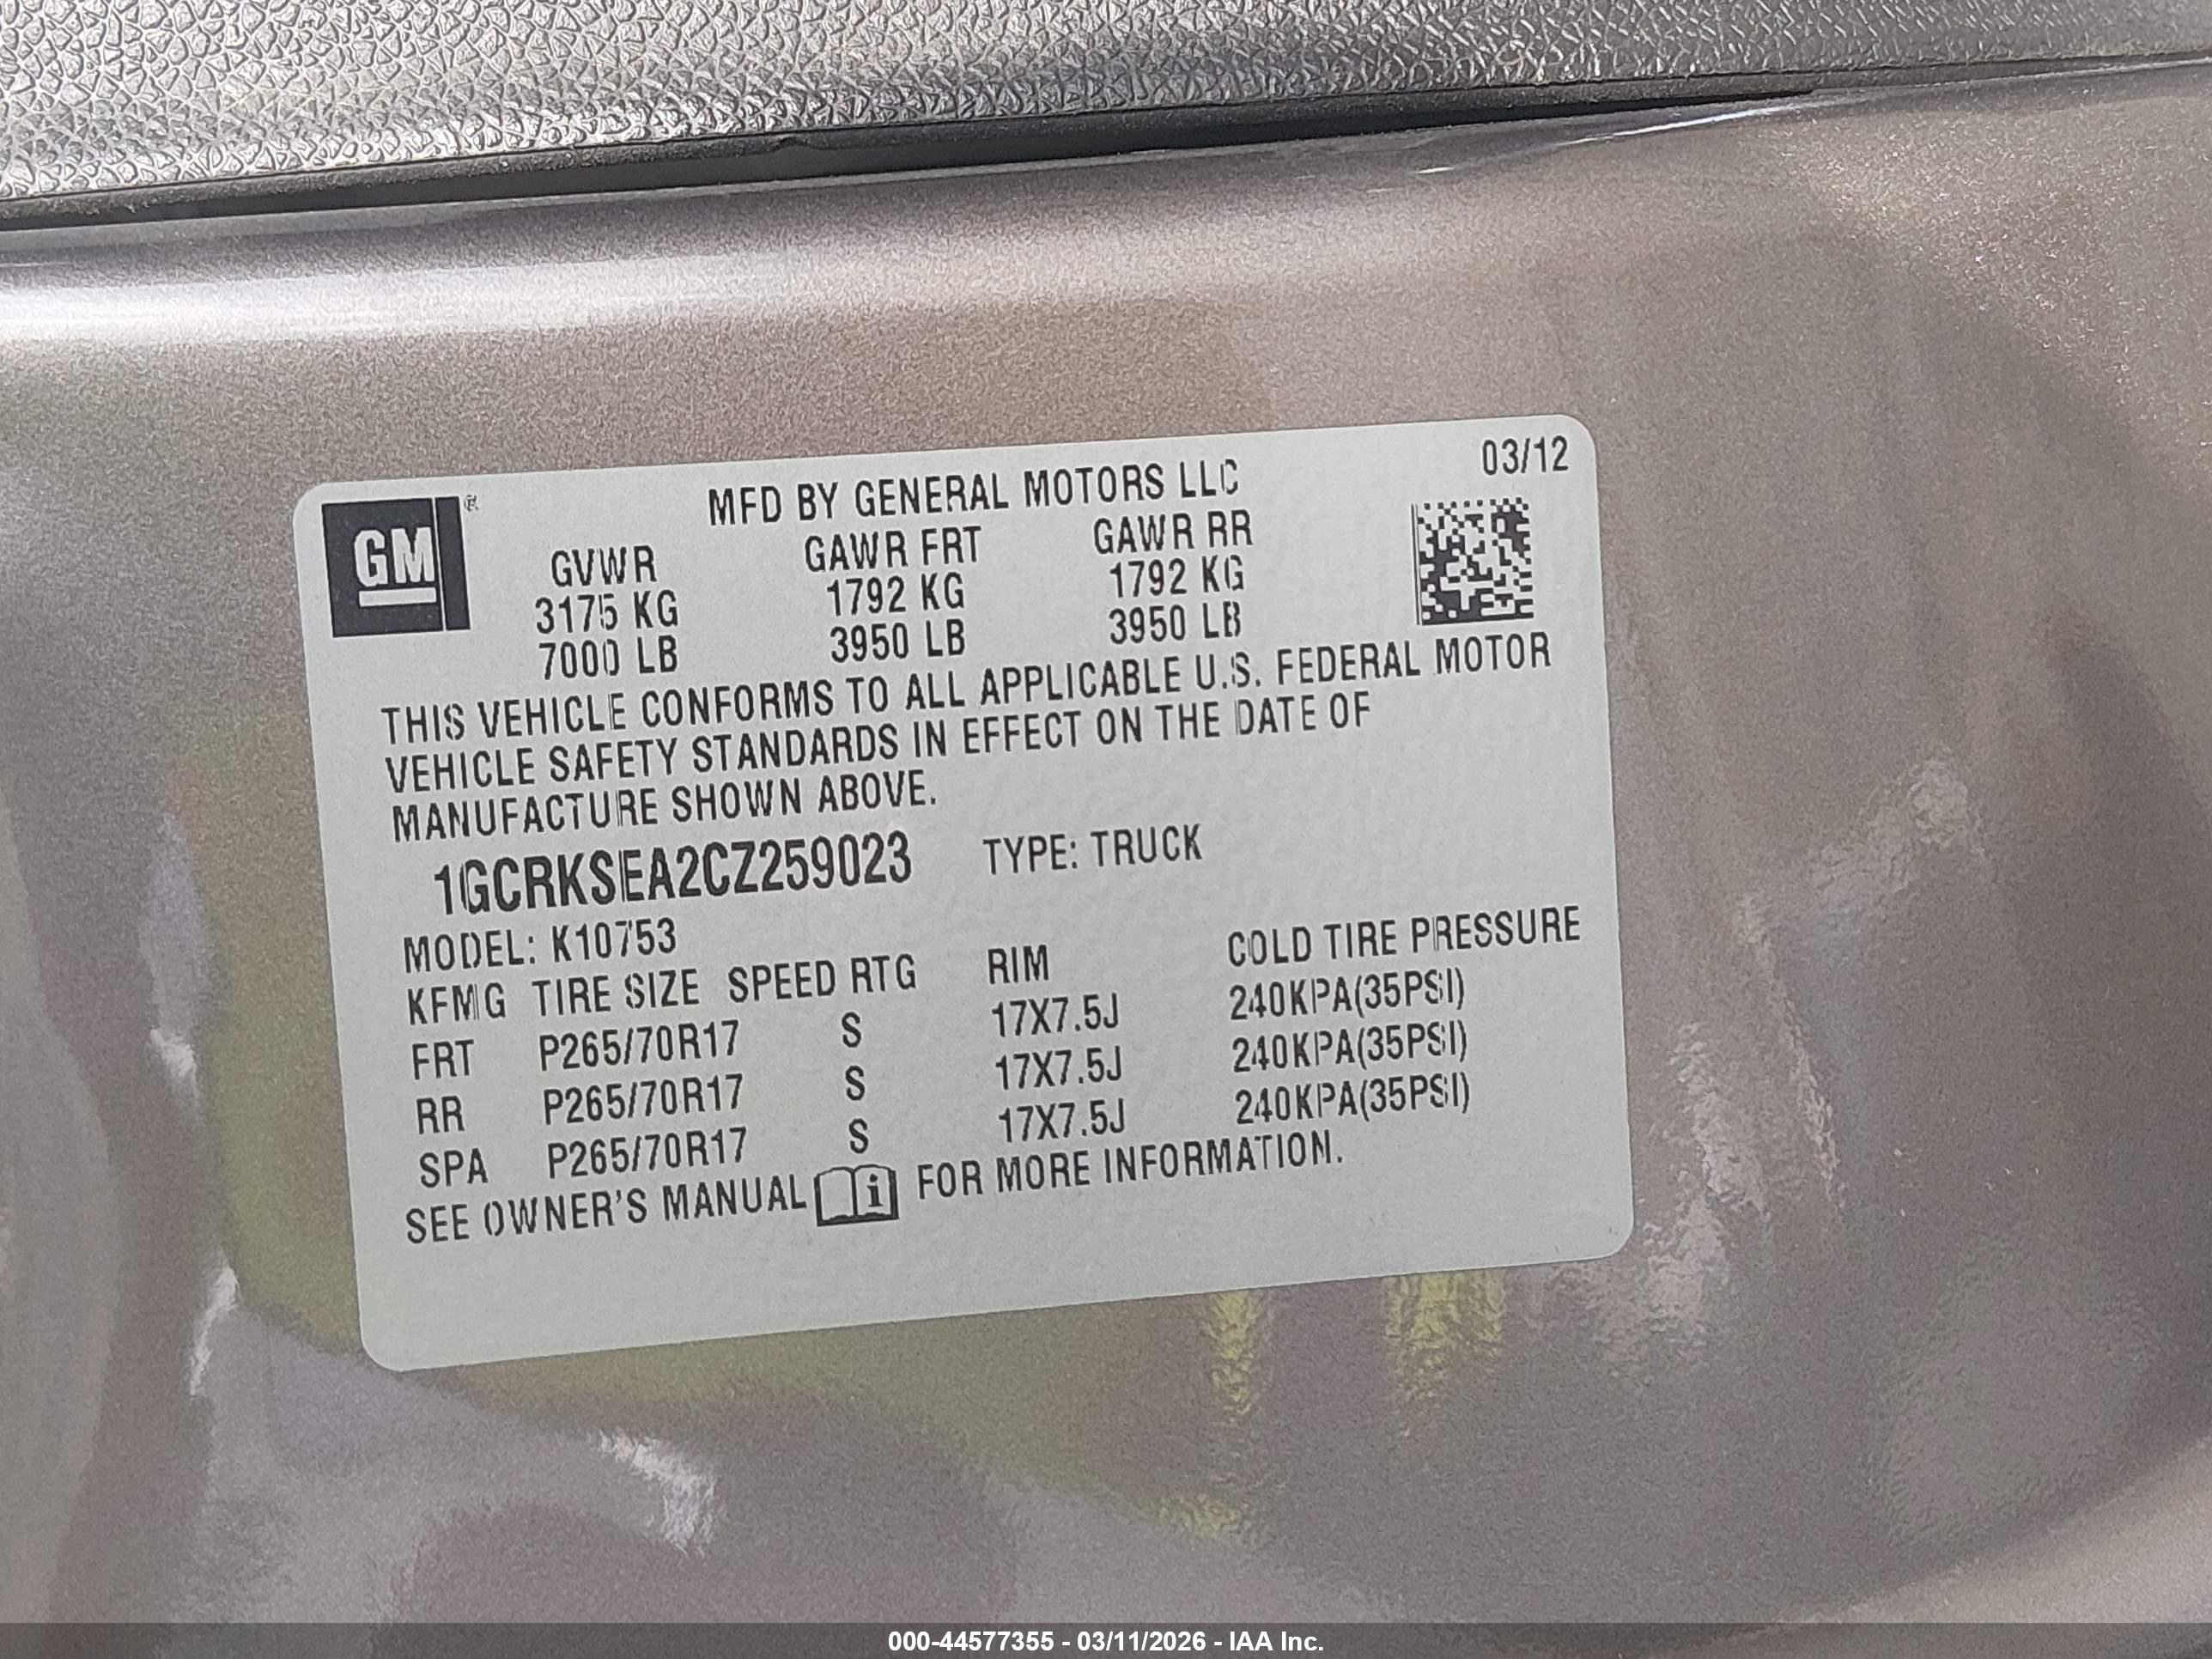 03/12
GM®
MFD BY GENERAL MOTORS LLC
GVWR GAWR FRT GAWR RR
3175 KG 1792 KG 1792 KG
7000 LB 3950 LB 3950 LB
THIS VEHICLE CONFORMS TO ALL APPLICABLE U.S. FEDERAL MOTOR
VEHICLE SAFETY STANDARDS IN EFFECT ON THE DATE OF
MANUFACTURE SHOWN ABOVE.
1GCRKSEA2CZ259023 TYPE: TRUCK
MODEL: K10753
KFMG TIRE SIZE SPEED RTG RIM COLD TIRE PRESSURE
FRT P265/70R17 S 17X7.5J 240KPA(35PSI)
RR P265/70R17 S 17X7.5J 240KPA(35PSI)
SPA P265/70R17 S 17X7.5J 240KPA(35PSI)
SEE OWNER'S MANUAL i FOR MORE INFORMATION.
000-44577355 - 03/11/2026 - IAA Inc.